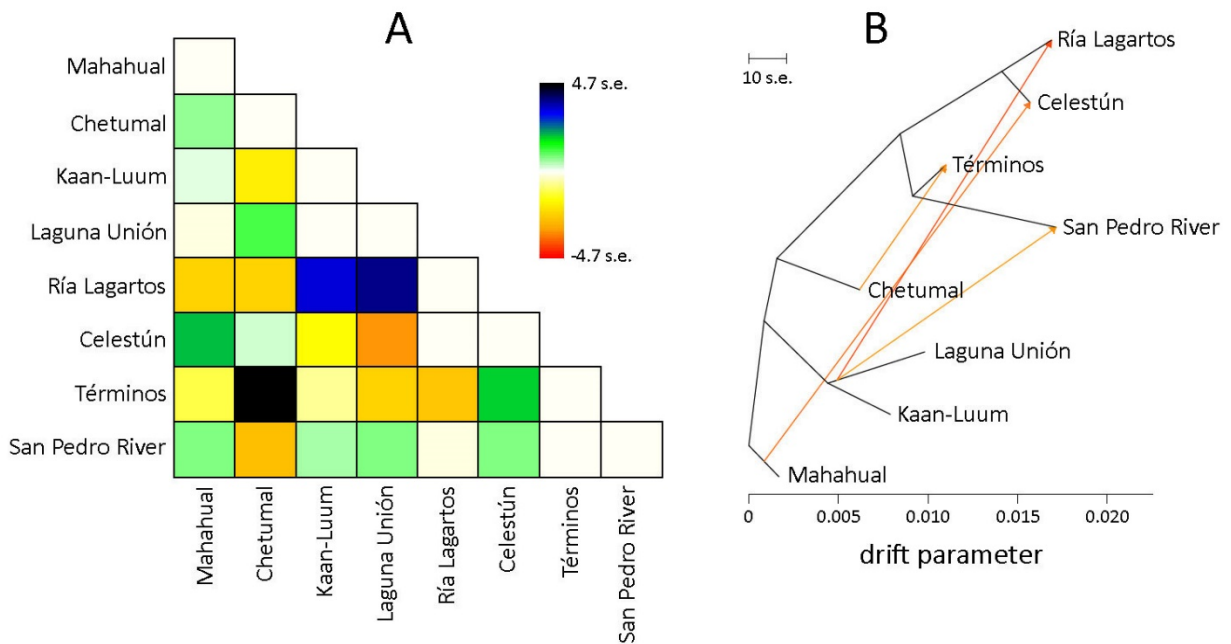 A
Mahahual
Chetumal
Kaan-Luum
Laguna Unión
Ría Lagartos
Celestún
Términos
San Pedro River
4.7 s.e.
-4.7 s.e.
Mahahual
Chetumal
Kaan-Luum
Laguna Unión
Ría Lagartos
Celestún
Términos
San Pedro River
B
10 s.e.
Ría Lagartos
Celestún
Términos
San Pedro River
Chetumal
Laguna Unión
Kaan-Luum
Mahahual
0 0.005 0.010 0.015 0.020
drift parameter